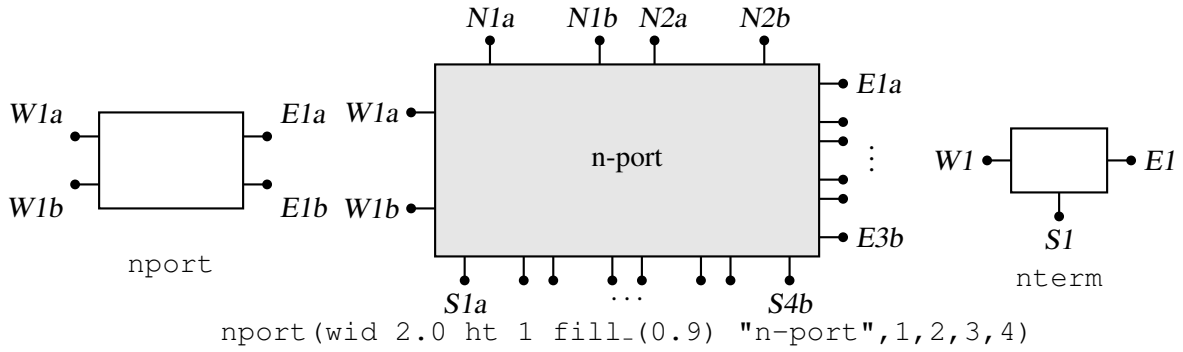 N1a N1b N2a N2b
W1a E1a W1a E1a
n-port
⋮
W1 E1
W1b E1b W1b E3b
S1
nport nterm
S1a ... S4b
nport(wid 2.0 ht 1 fill_(0.9) "n-port",1,2,3,4)